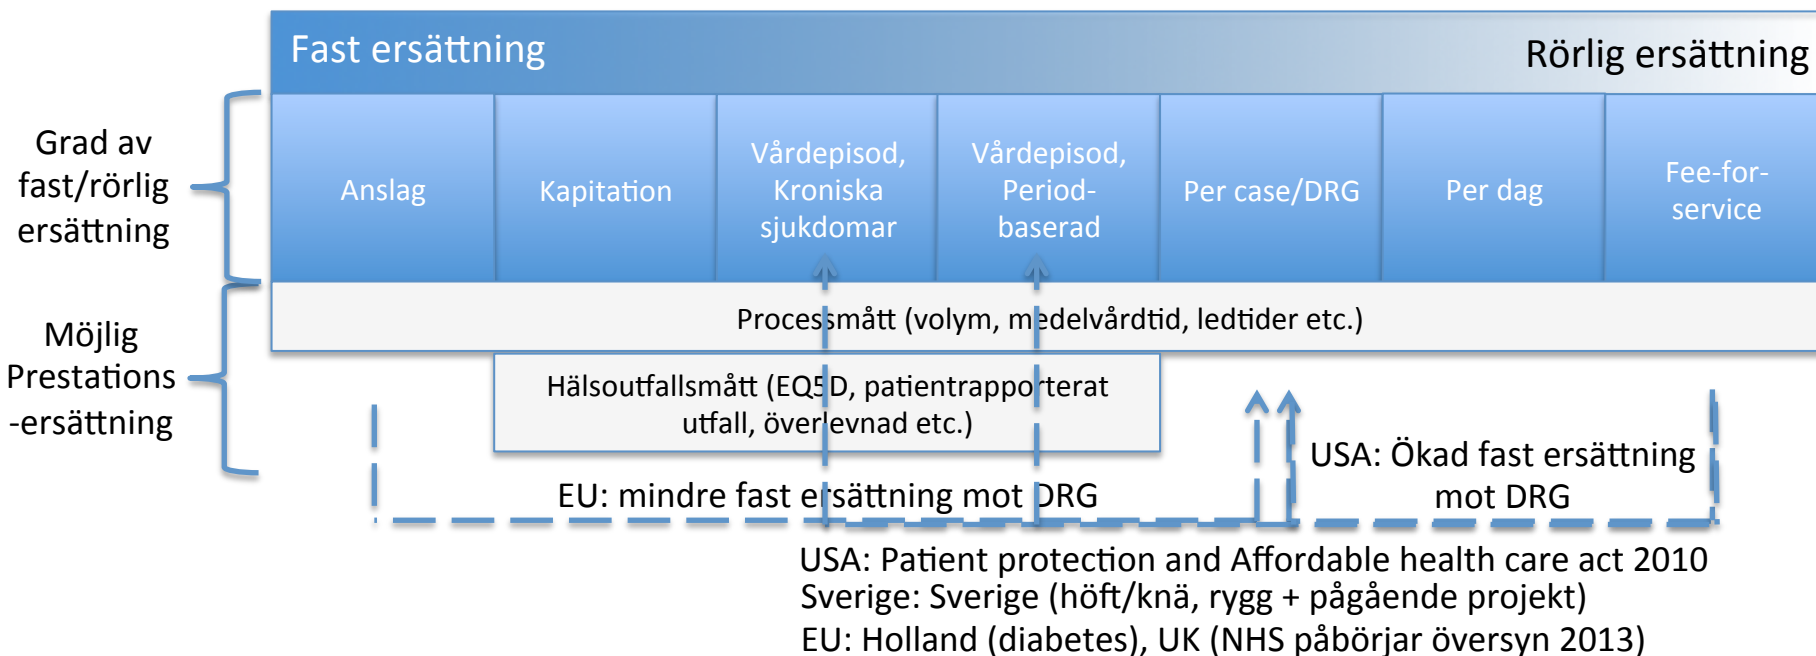 Fast ersättning
Rörlig ersättning
Grad av
fast/rörlig
ersättning
Anslag
Kapitation
Vårdepisod,
Kroniska
sjukdomar
Vårdepisod,
Period-
baserad
Per case/DRG
Per dag
Fee-for-
service
Möjlig
Prestations
-ersättning
Processmått (volym, medelvårdtid, ledtider etc.)
Hälsoutfallsmått (EQ5D, patientrapporterat
utfall, överlevnad etc.)
EU: mindre fast ersättning mot DRG
USA: Ökad fast ersättning
mot DRG
USA: Patient protection and Affordable health care act 2010
Sverige: Sverige (höft/knä, rygg + pågående projekt)
EU: Holland (diabetes), UK (NHS påbörjar översyn 2013)